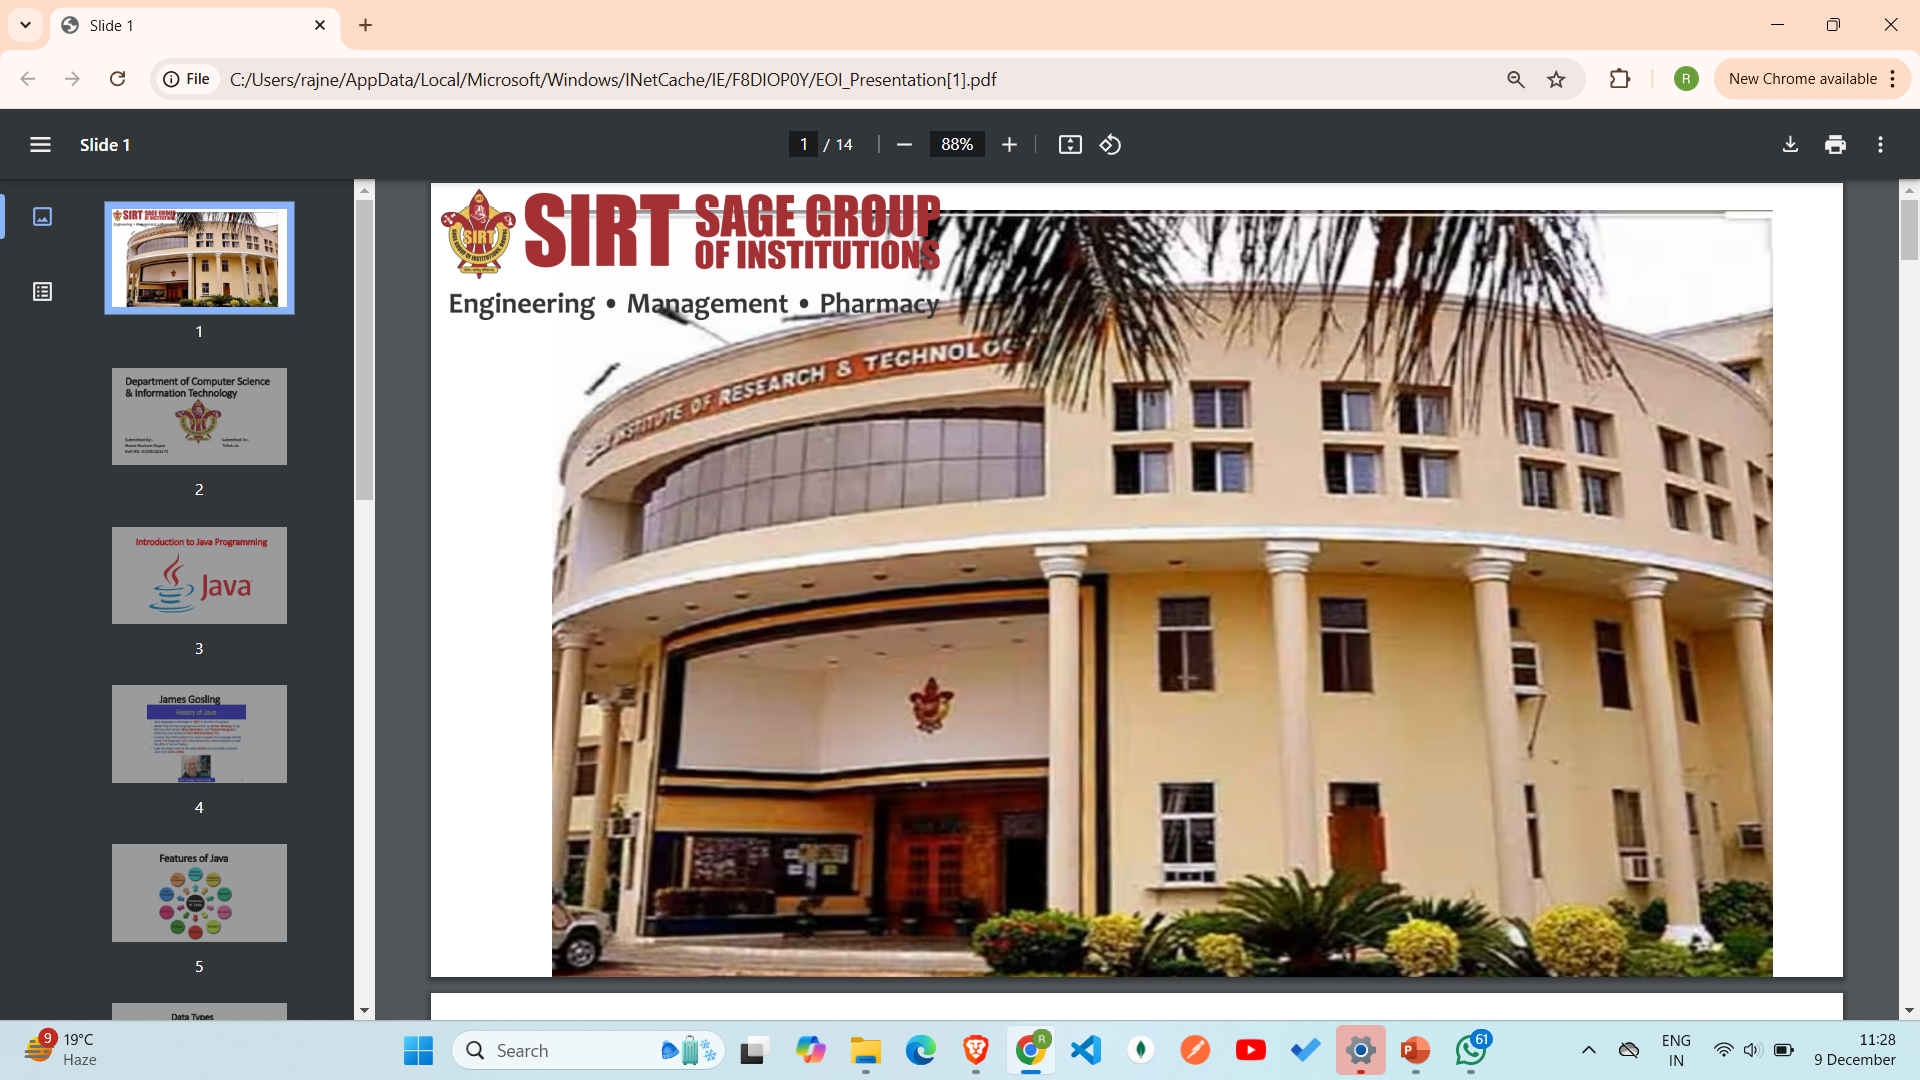 Slide 1
File
C:/Users/rajne/AppData/Local/Microsoft/Windows/INetCache/IE/F8DIOP0Y/EOI_Presentation[1].pdf
R
New Chrome available
Slide 1
1 / 14
88%
1
Department of Computer Science
& Information Technology
2
Introduction to Java Programming
Java
3
James Gosling
History of Java
4
Features of Java
5
Data Types
SIRT
SIRT SAGE GROUP
OF INSTITUTIONS
Engineering • Management • Pharmacy
INSTITUTE OF RESEARCH & TECHNOLOG
9
19°C
Haze
Search
R
61
ENG
IN
11:28
9 December